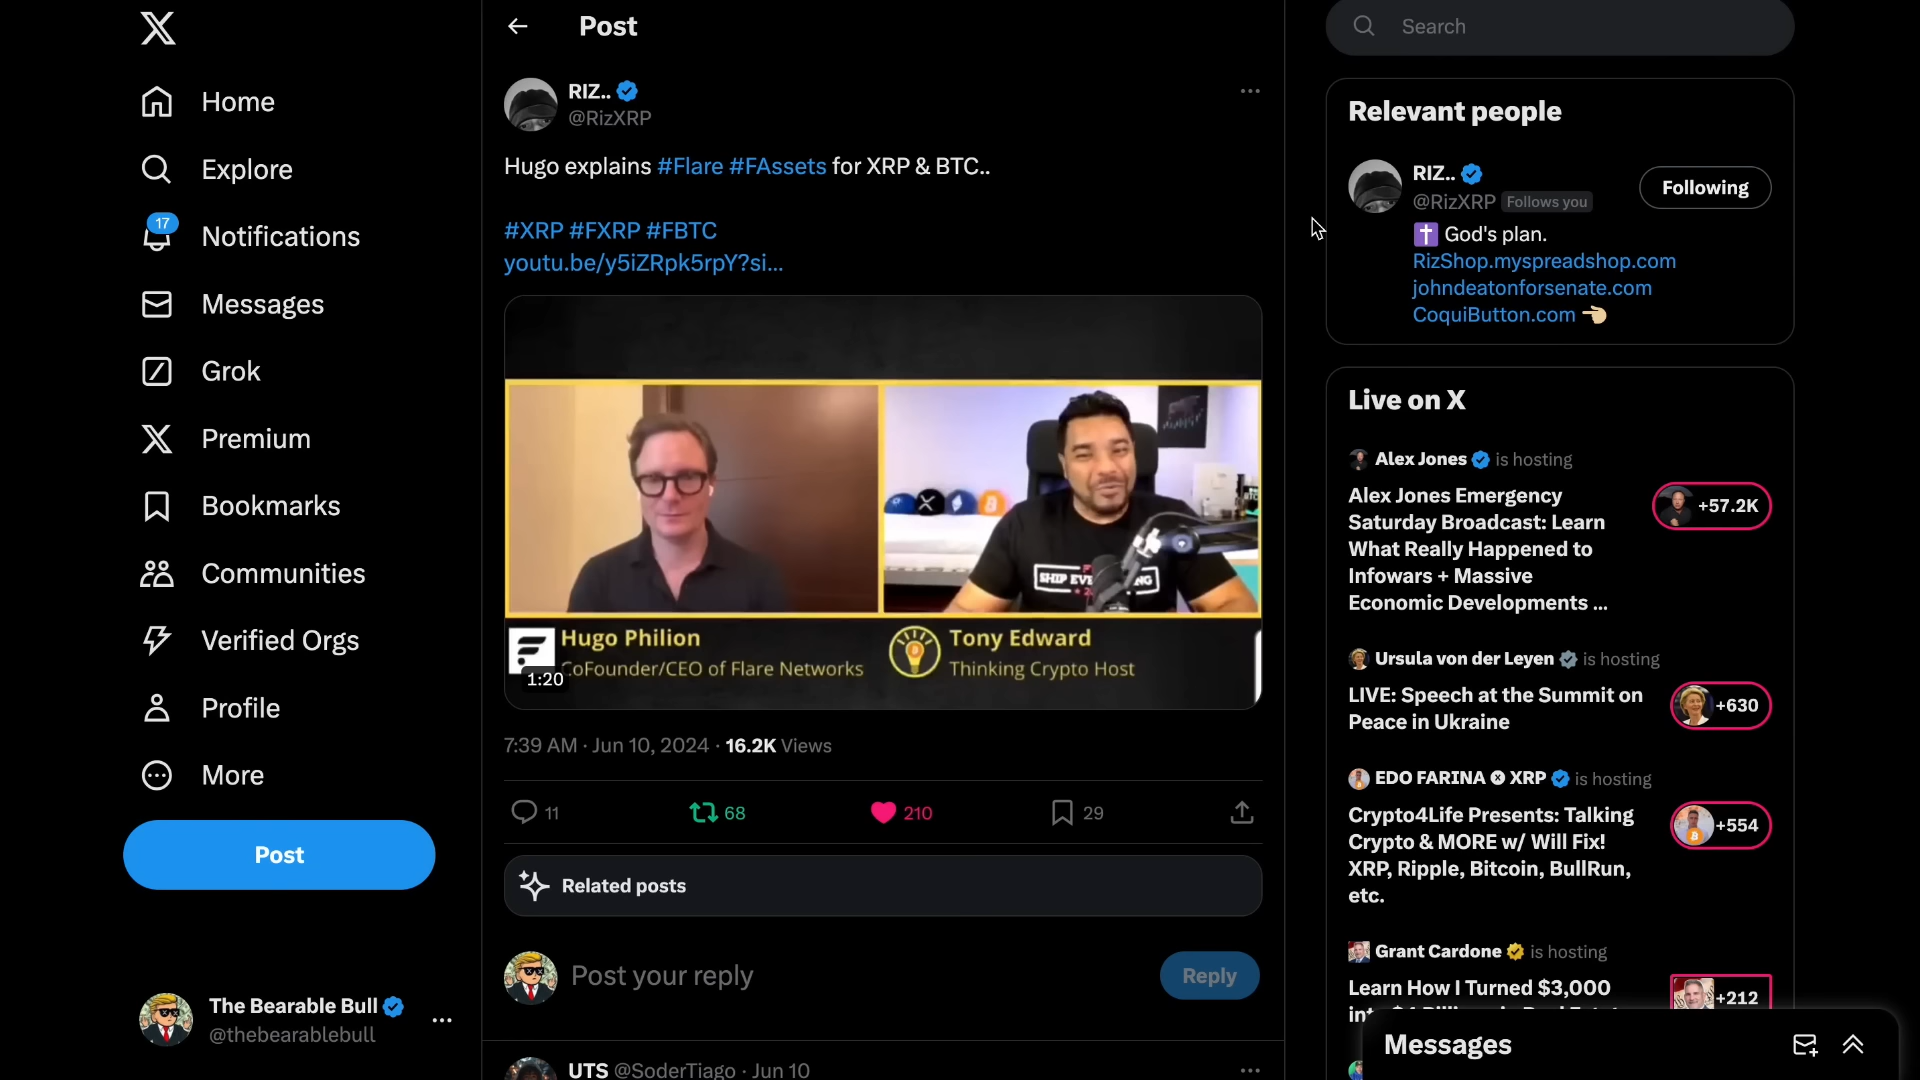 Home
Explore
17
Notifications
Messages
Grok
Premium
Bookmarks
Communities
Verified Orgs
Profile
More
Post
The Bearable Bull
@thebearablebull
Post
RIZ..
@RizXRP
Hugo explains #Flare #FAssets for XRP & BTC..
#XRP #FXRP #FBTC
youtu.be/y5iZRpk5rpY?si...
Hugo Philion
CoFounder/CEO of Flare Networks
1:20
Tony Edward
Thinking Crypto Host
7:39 AM · Jun 10, 2024 · 16.2K Views
11
68
210
29
Related posts
Post your reply
Reply
UTS @SoderTiago · Jun 10
Search
Relevant people
RIZ..
@RizXRP Follows you
Following
God's plan.
RizShop.myspreadshop.com
johndeatonforsenate.com
CoquiButton.com
Live on X
Alex Jones is hosting
Alex Jones Emergency
Saturday Broadcast: Learn
What Really Happened to
Infowars + Massive
Economic Developments ...
+57.2K
Ursula von der Leyen is hosting
LIVE: Speech at the Summit on
Peace in Ukraine
+630
EDO FARINA XRP is hosting
Crypto4Life Presents: Talking
Crypto & MORE w/ Will Fix!
XRP, Ripple, Bitcoin, BullRun,
etc.
+554
Grant Cardone is hosting
Learn How I Turned $3,000
+212
Messages